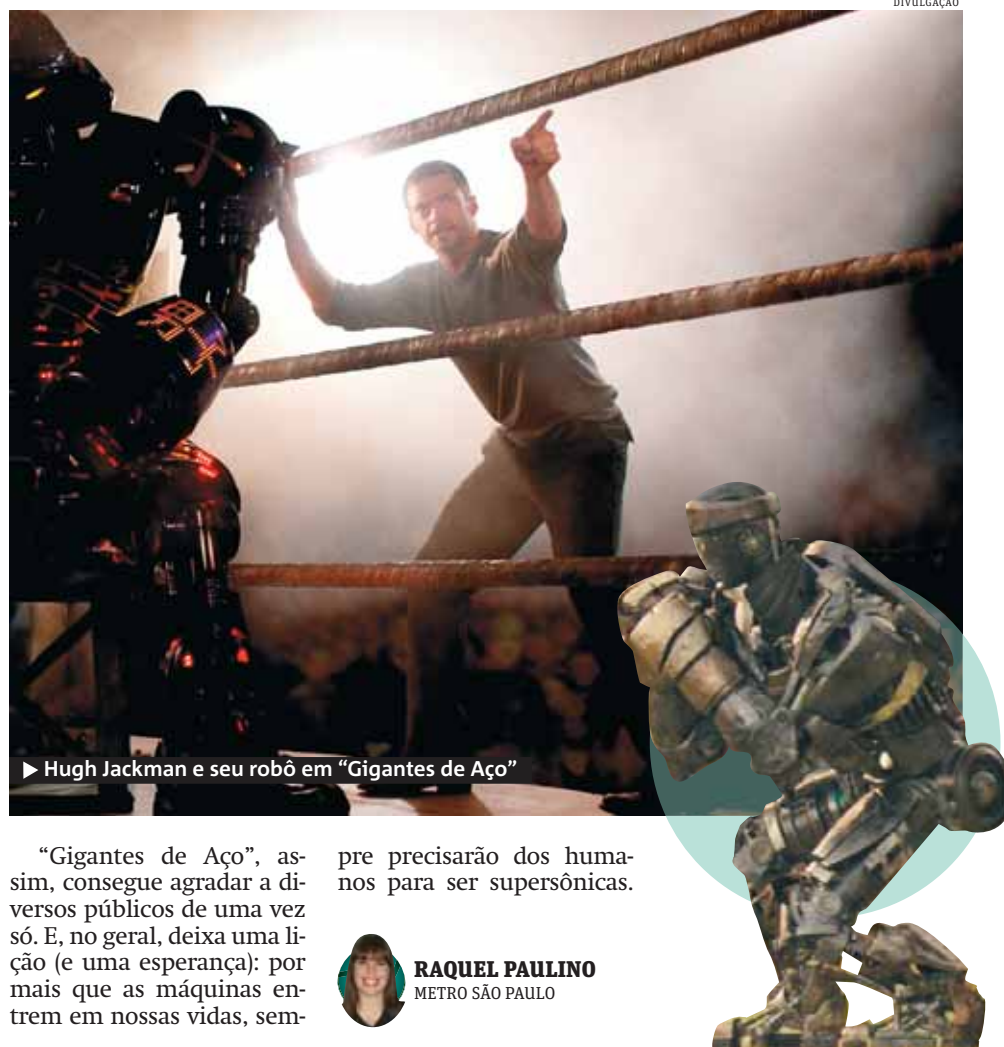 DIVULGAÇÃO
▶ Hugh Jackman e seu robô em “Gigantes de Aço”
“Gigantes de Aço”, as-
sim, consegue agradar a di-
versos públicos de uma vez
só. E, no geral, deixa uma li-
ção (e uma esperança): por
mais que as máquinas en-
trem em nossas vidas, sem-
pre precisarão dos huma-
nos para ser supersônicas.
RAQUEL PAULINO
METRO SÃO PAULO